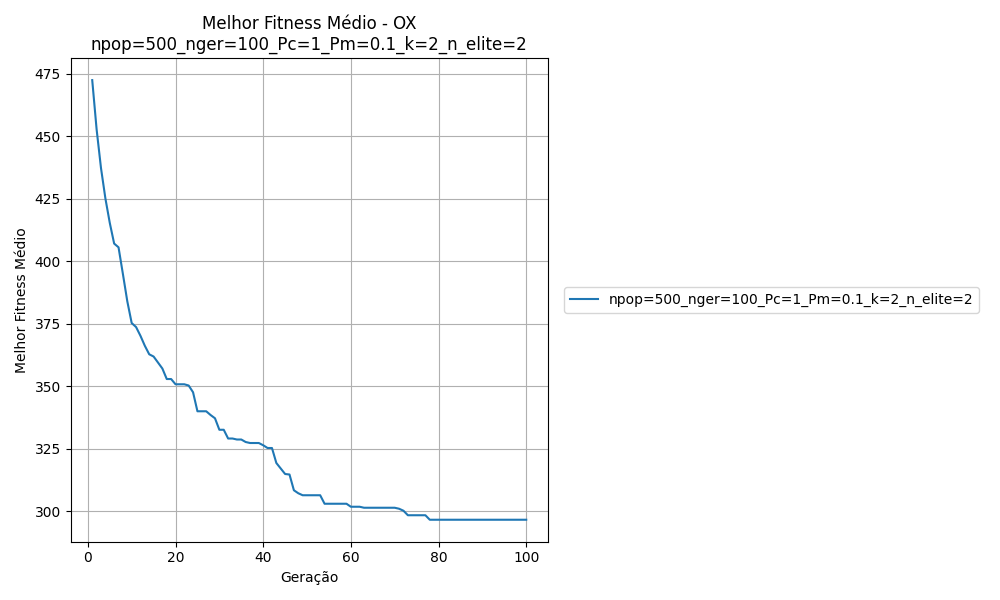 Melhor Fitness Médio - OX
npop=500_nger=100_Pc=1_Pm=0.1_k=2_n_elite=2
475
450
425
400
375
350
325
300
Melhor Fitness Médio
0
20
40
60
80
100
Geração
npop=500_nger=100_Pc=1_Pm=0.1_k=2_n_elite=2